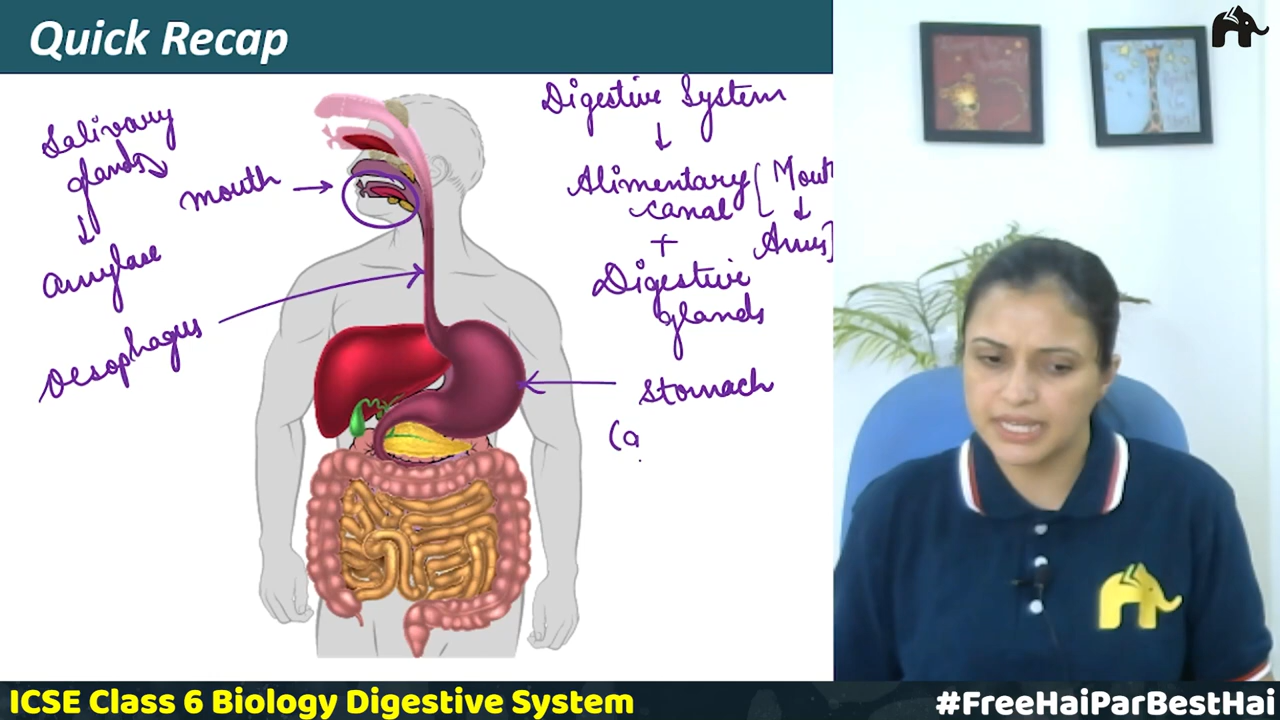 Quick Recap
Salivary
glands
↓
Amylase
mouth →
Oesophagus
Digestive System
↓
Alimentary [Mouth
canal ↓
+ Anus]
Digestive
glands
Stomach
(a
ICSE Class 6 Biology Digestive System
#FreeHaiParBestHai